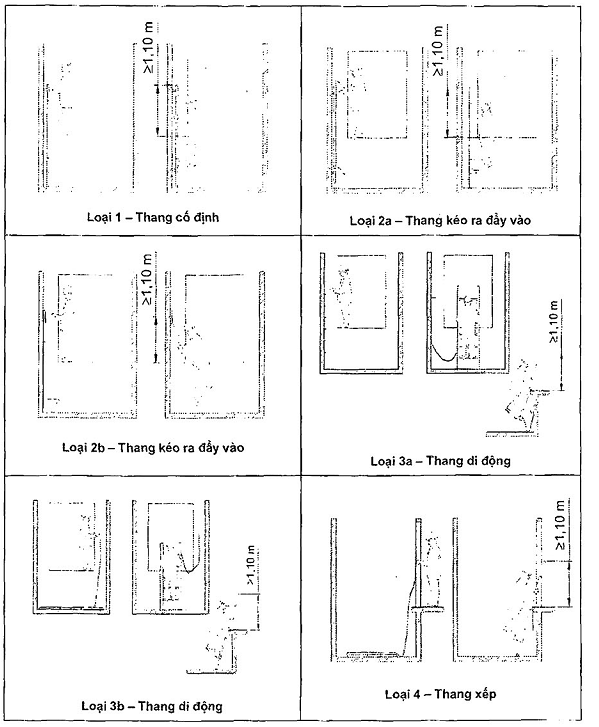 ≥1,10 m
Loại 1 – Thang cố định
≥1,10 m
Loại 2a – Thang kéo ra đẩy vào
≥1,10 m
Loại 2b – Thang kéo ra đẩy vào
≥1,10 m
Loại 3a – Thang di động
≥1,10 m
Loại 3b – Thang di động
≥1,10 m
Loại 4 – Thang xếp